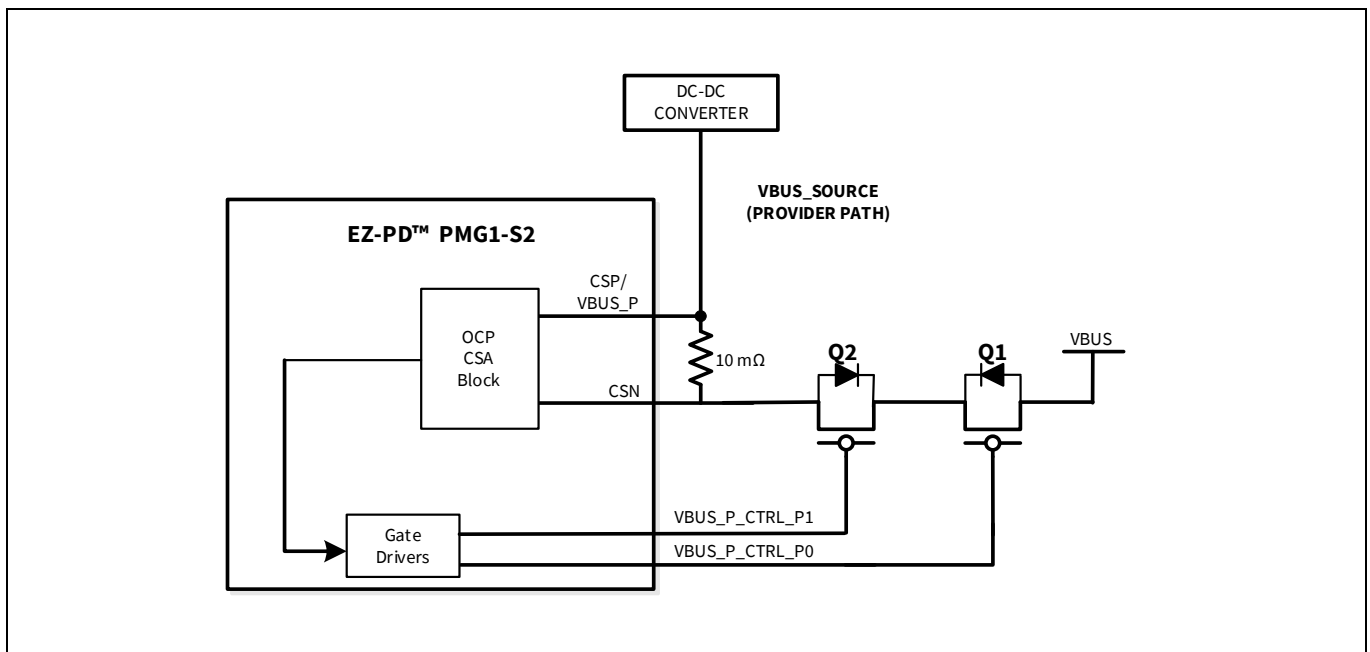 DC-DC
CONVERTER
VBUS_SOURCE
(PROVIDER PATH)
EZ-PD™ PMG1-S2
CSP/
VBUS_P
OCP
CSA
Block
10 mΩ
Q2
Q1
VBUS
CSN
VBUS_P_CTRL_P1
Gate
Drivers
VBUS_P_CTRL_P0